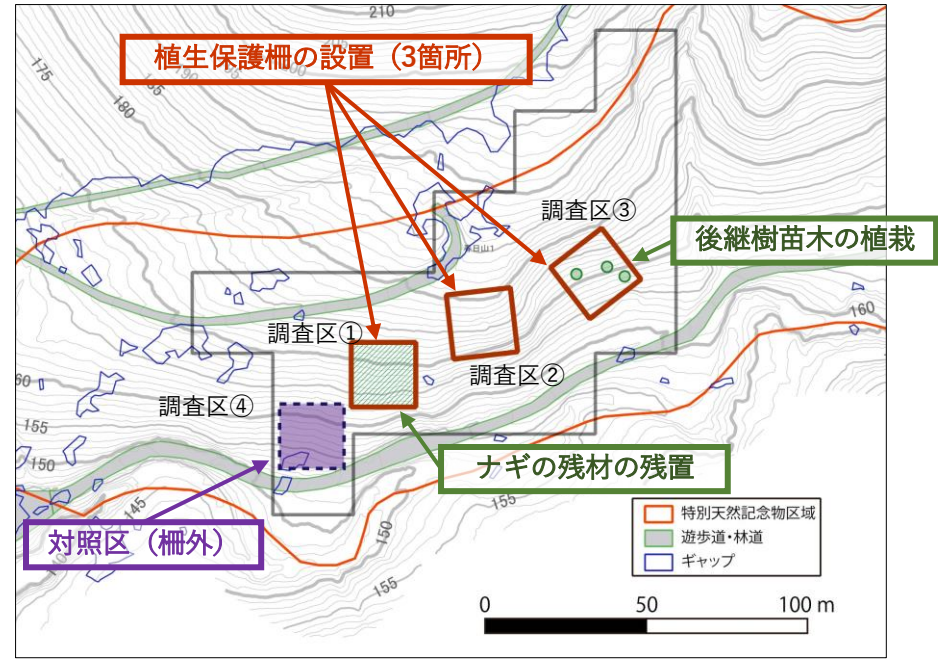 210
植生保護柵の設置（3箇所）
175
180
調査区③
後継樹苗木の植栽
春日山1
160
調査区①
調査区②
調査区④
155
150
ナギの残材の残置
155
145
150
対照区（柵外）
155
特別天然記念物区域
遊歩道・林道
ギャップ
0 50 100 m